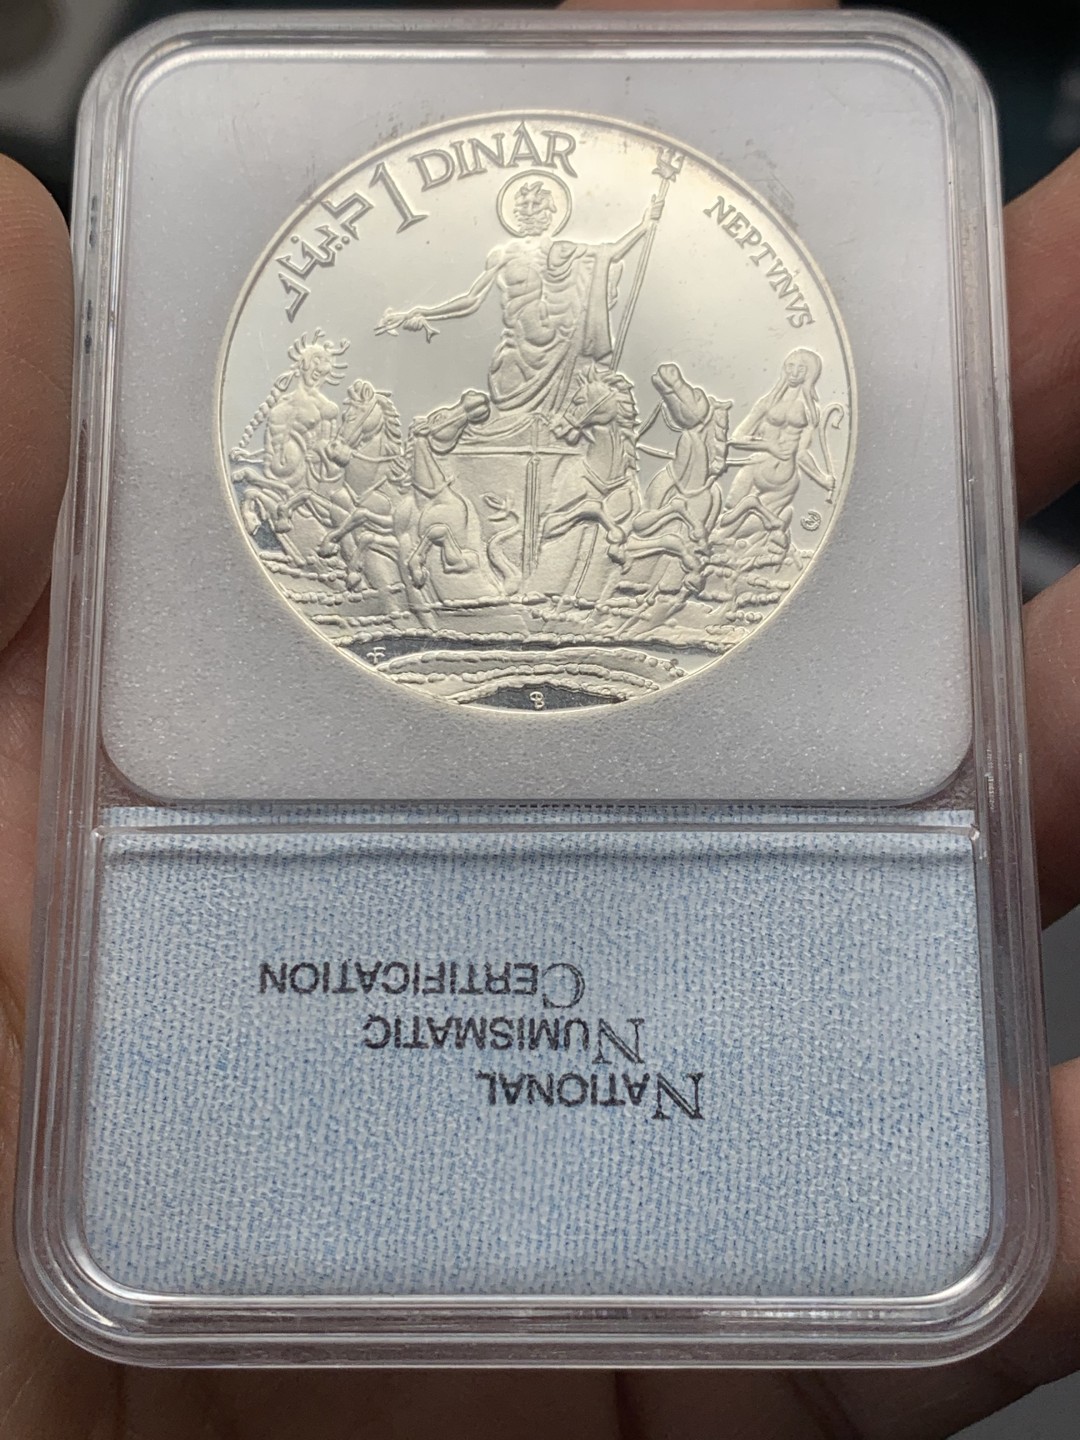 دينار 1 DINAR
NEPTVNVS
NATIONAL
NUMISMATIC
CERTIFICATION